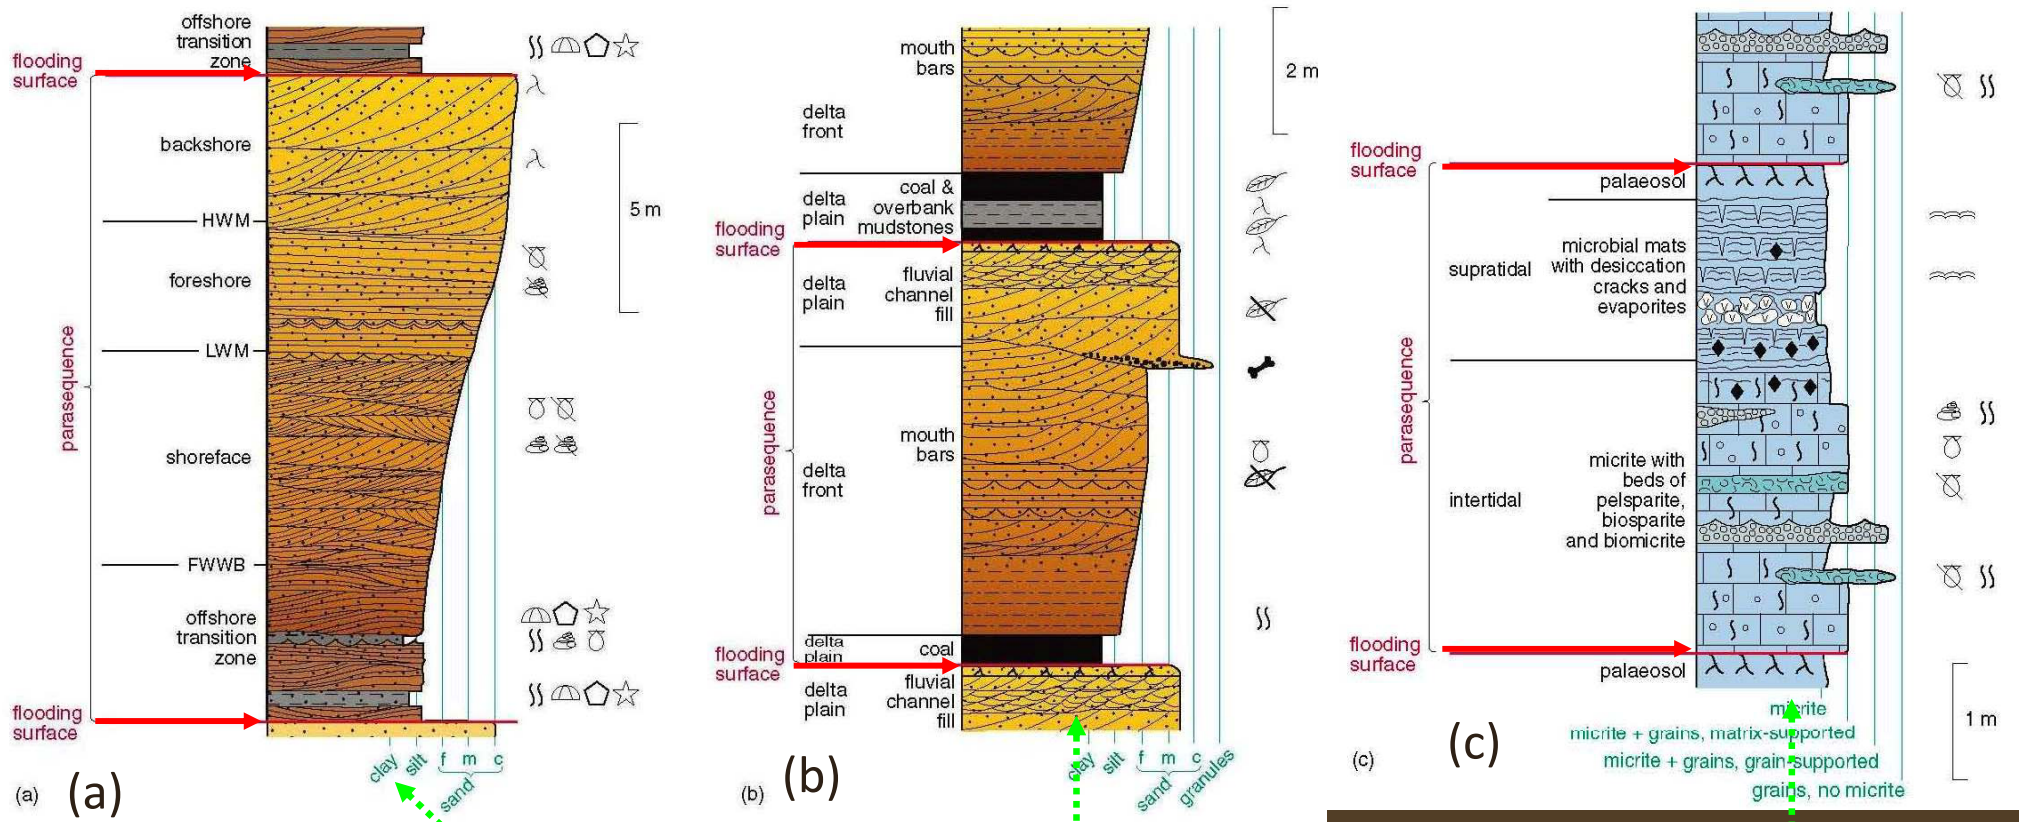 offshore
transition
zone
flooding
surface
backshore
HWM
foreshore
LWM
parasequence
shoreface
FWWB
offshore
transition
zone
flooding
surface
5 m
clay
silt
f m c
sand
(a)
(a)
mouth
bars
delta
front
delta
plain
coal &
overbank
mudstones
flooding
surface
delta
plain
fluvial
channel
fill
parasequence
mouth
bars
delta
front
flooding
surface
delta
plain
coal
delta
plain
fluvial
channel
fill
2 m
clay
silt
f m c
sand
granules
(b)
(b)
flooding
surface
palaeosol
supratidal
microbial mats
with desiccation
cracks and
evaporites
parasequence
intertidal
micrite with
beds of
pelsparite,
biosparite
and biomicrite
flooding
surface
palaeosol
micrite
micrite + grains, matrix-supported
micrite + grains, grain-supported
grains, no micrite
1 m
(c)
(c)